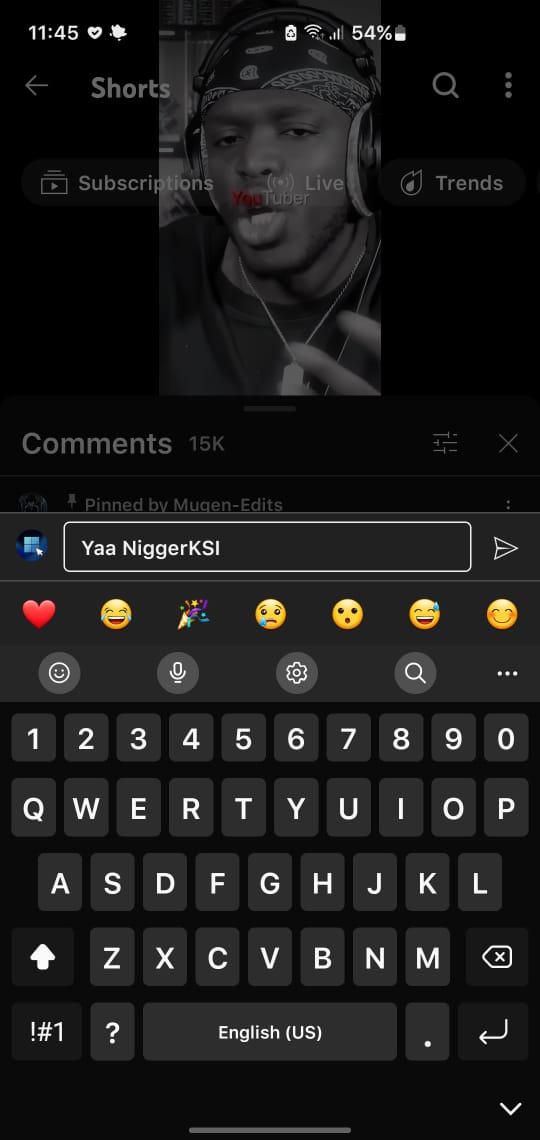 11:45
54%
Shorts
Subscriptions
Live
Trends
YouTuber
Comments 15K
Pinned by Mugen-Edits
Yaa NiggerKSI
1 2 3 4 5 6 7 8 9 0
Q W E R T Y U I O P
A S D F G H J K L
Z X C V B N M
!#1 ? English (US) .